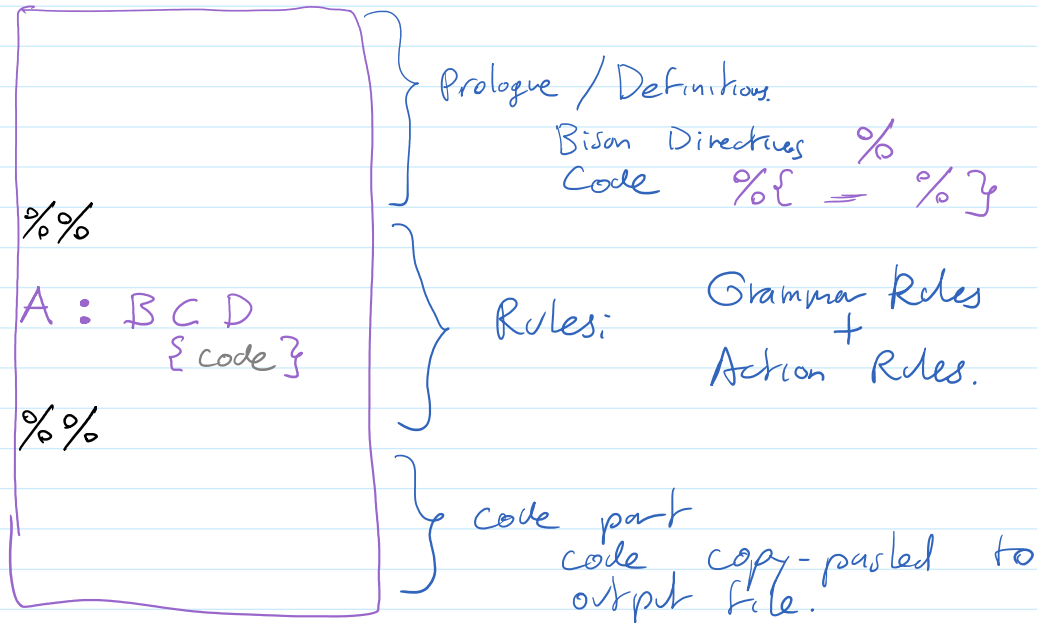 Prologue / Definitions.
Bison Directives %
Code %{ = %}
%%
A : B C D
{ code }
Rules:
Grammar Rules
+
Action Rules.
%%
code part
code copy-pasted to
output file.